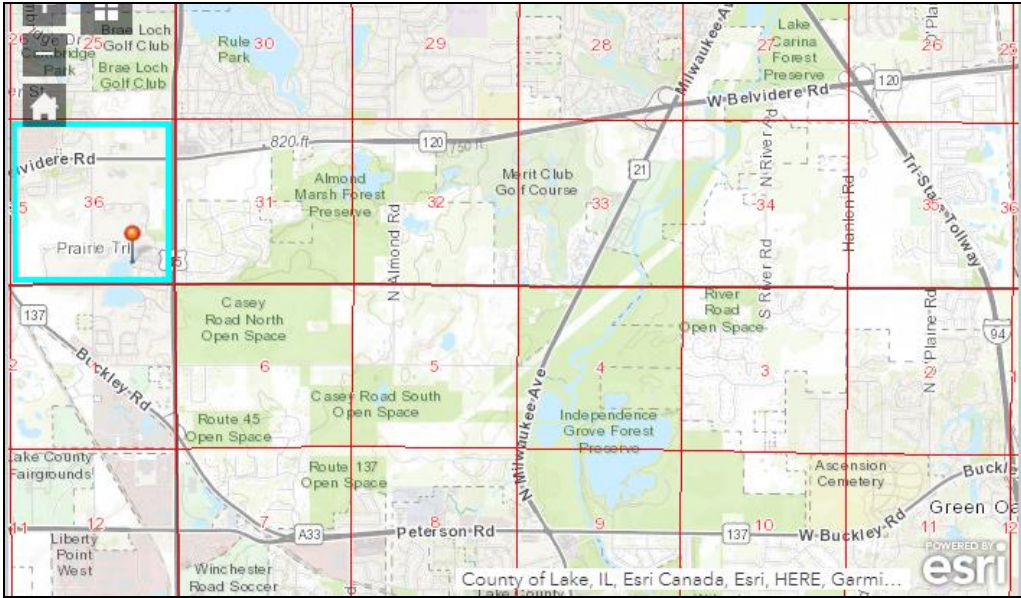 Brae Loch
Golf Club
Brae Loch
Golf Club
Park
26
25
Rule
Park
30
29
28
27
26
25
Lake
Carina
Forest
Preserve
Milwaukee Av
W Belvidere Rd
120
elvidere Rd
820 ft
120
750 ft
36
Prairie Trl
31
Almond
Marsh Forest
Preserve
32
N Almond Rd
Merit Club
Golf Course
33
21
N River Rd
34
S River Rd
Hanlon Rd
35
36
Tri-State Tollway
137
Buckley Rd
Casey
Road North
Open Space
6
5
4
3
2
River
Road
Open Space
N O'Plaine Rd
94
Casey Road South
Open Space
Route 45
Open Space
N Milwaukee Ave
Independence
Grove Forest
Preserve
Lake County
Fairgrounds
Route 137
Open Space
Ascension
Cemetery
Buckl
Green Oa
11
12
7
A33
Peterson Rd
8
9
137
10
W Buckley Rd
11
12
Liberty
Point
West
Winchester
Road Soccer
County of Lake, IL, Esri Canada, Esri, HERE, Garmi...
POWERED BY
esri